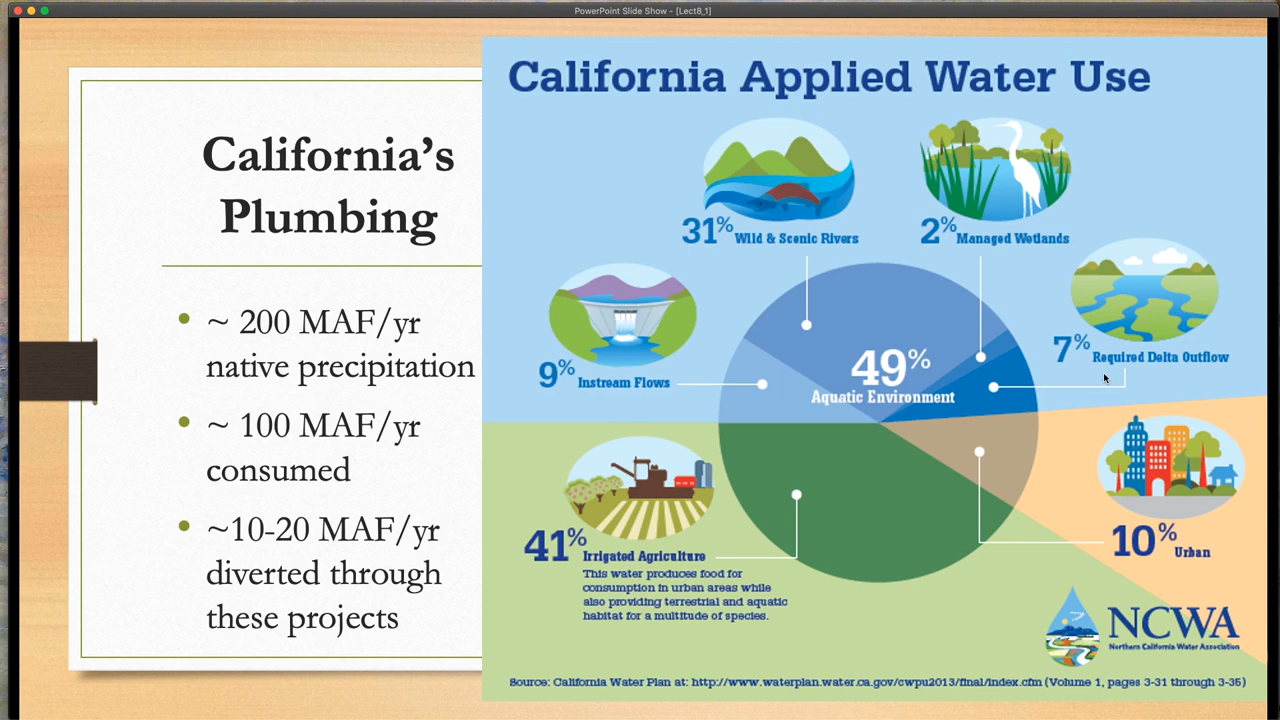 PowerPoint Slide Show - [Lect8_1]
California's
Plumbing
~ 200 MAF/yr
native precipitation
~ 100 MAF/yr
consumed
~10-20 MAF/yr
diverted through
these projects
California Applied Water Use
31% Wild & Scenic Rivers
2% Managed Wetlands
9% Instream Flows
7% Required Delta Outflow
49%
Aquatic Environment
41% Irrigated Agriculture
This water produces food for
consumption in urban areas while
also providing terrestrial and aquatic
habitat for a multitude of species.
10% Urban
NCWA
Northern California Water Association
Source: California Water Plan at: http://www.waterplan.water.ca.gov/cwpu2013/final/index.cfm (Volume 1, pages 3-31 through 3-35)